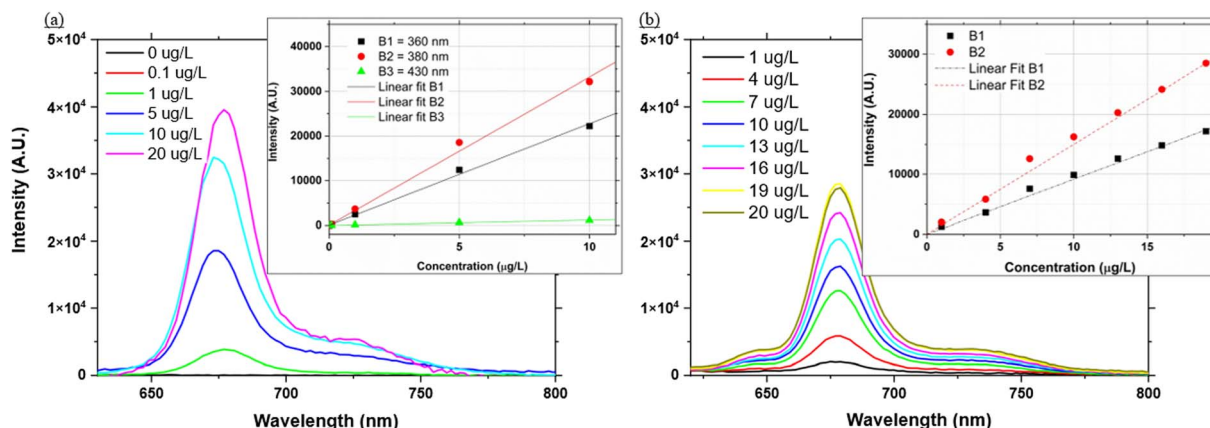 (a)
5×10⁴
4×10⁴
3×10⁴
2×10⁴
1×10⁴
0
Intensity (A.U.)
0 ug/L
0.1 ug/L
1 ug/L
5 ug/L
10 ug/L
20 ug/L
650
700
750
800
Wavelength (nm)
40000
30000
20000
10000
0
Intensity (A.U.)
B1 = 360 nm
B2 = 380 nm
B3 = 430 nm
Linear fit B1
Linear fit B2
Linear fit B3
0
5
10
Concentration (μg/L)
(b)
5×10⁴
4×10⁴
3×10⁴
2×10⁴
1×10⁴
0
Intensity (A.U.)
1 ug/L
4 ug/L
7 ug/L
10 ug/L
13 ug/L
16 ug/L
19 ug/L
20 ug/L
650
700
750
800
Wavelength (nm)
30000
20000
10000
0
Intensity (A.U.)
B1
B2
Linear Fit B1
Linear Fit B2
0
5
10
15
Concentration (μg/L)